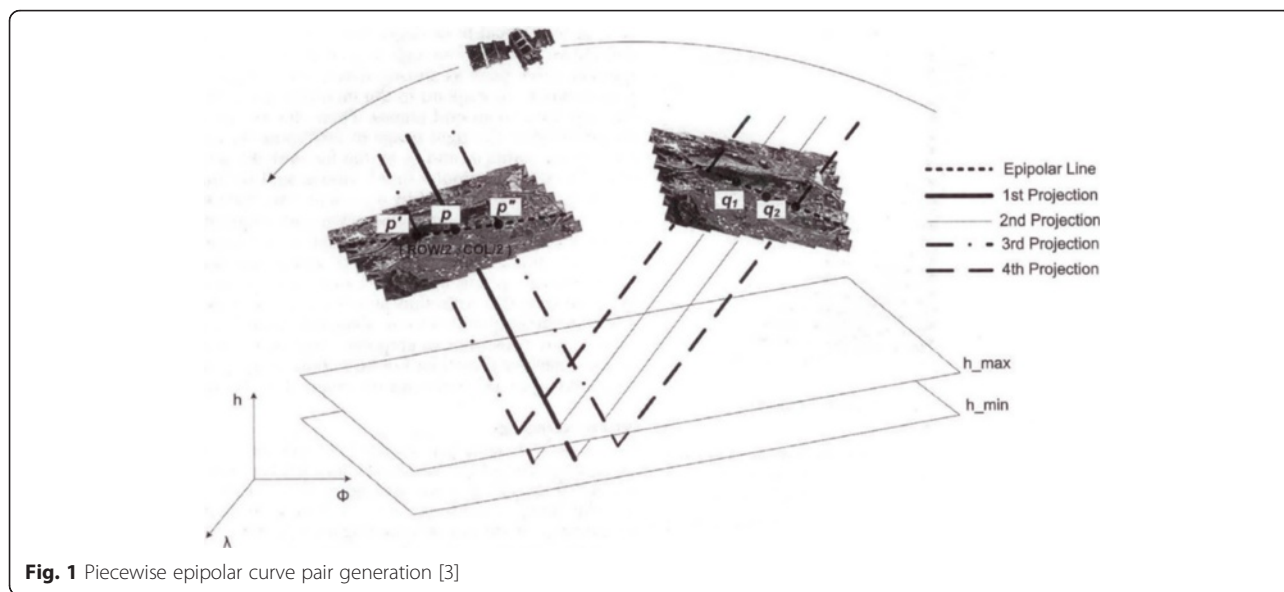 p'
p
p"
[ ROW/2 , COL/2 ]
q₁
q₂
Epipolar Line
1st Projection
2nd Projection
3rd Projection
4th Projection
h_max
h_min
h
Φ
λ
Fig. 1 Piecewise epipolar curve pair generation [3]